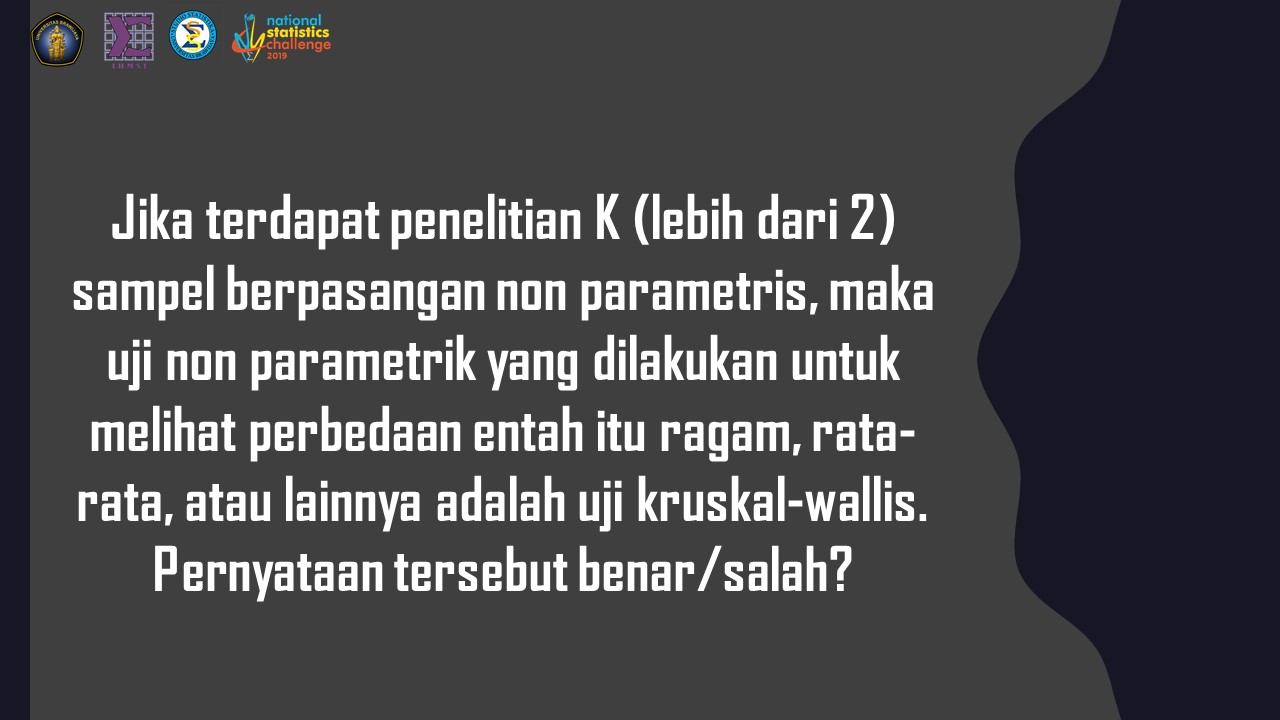 UNIVERSITAS BRAWIJAYA
national
statistics
challenge
2019
Jika terdapat penelitian K (lebih dari 2)
sampel berpasangan non parametris, maka
uji non parametrik yang dilakukan untuk
melihat perbedaan entah itu ragam, rata-
rata, atau lainnya adalah uji kruskal-wallis.
Pernyataan tersebut benar/salah?